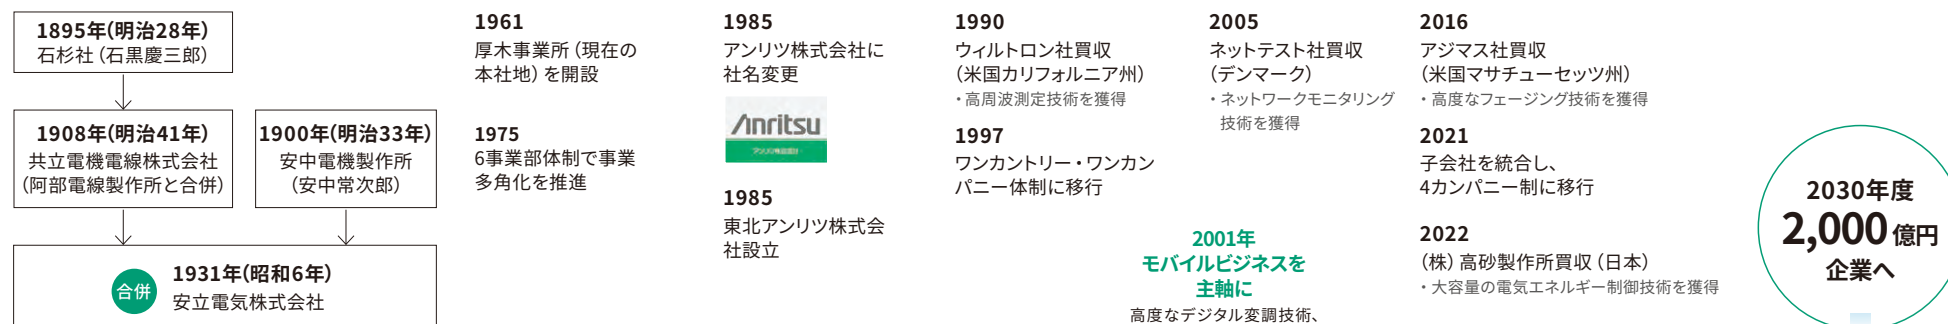 1895年(明治28年)
石杉社（石黒慶三郎）
1908年(明治41年)
共立電機電線株式会社
（阿部電線製作所と合併）
1900年(明治33年)
安中電機製作所
（安中常次郎）
合併
1931年(昭和6年)
安立電気株式会社
1961
厚木事業所（現在の
本社地）を開設
1975
6事業部体制で事業
多角化を推進
1985
アンリツ株式会社に
社名変更
Anritsu
アンリツ株式会社
1985
東北アンリツ株式会
社設立
1990
ウィルトロン社買収
（米国カリフォルニア州）
・高周波測定技術を獲得
1997
ワンカントリー・ワンカン
パニー体制に移行
2001年
モバイルビジネスを
主軸に
高度なデジタル変調技術、
2005
ネットテスト社買収
（デンマーク）
・ネットワークモニタリング
技術を獲得
2016
アジマス社買収
（米国マサチューセッツ州）
・高度なフェージング技術を獲得
2021
子会社を統合し、
4カンパニー制に移行
2022
（株）高砂製作所買収（日本）
・大容量の電気エネルギー制御技術を獲得
2030年度
2,000億円
企業へ